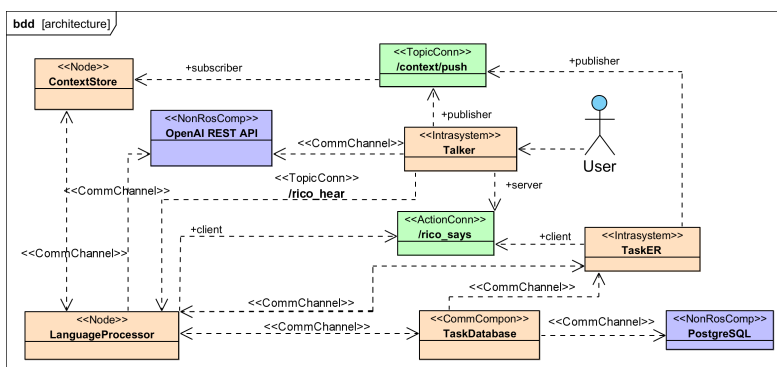 bdd [architecture]
<<Node>>
ContextStore
+subscriber
<<TopicConn>>
/context/push
+publisher
+publisher
<<NonRosComp>>
OpenAI REST API
<<CommChannel>>
<<Intrasystem>>
Talker
User
<<TopicConn>>
/rico_hear
<<CommChannel>>
+server
<<ActionConn>>
/rico_says
+client
+client
<<Intrasystem>>
TaskER
<<CommChannel>>
<<CommChannel>>
<<CommChannel>>
<<Node>>
LanguageProcessor
<<CommChannel>>
<<CommCompon>>
TaskDatabase
<<CommChannel>>
<<NonRosComp>>
PostgreSQL